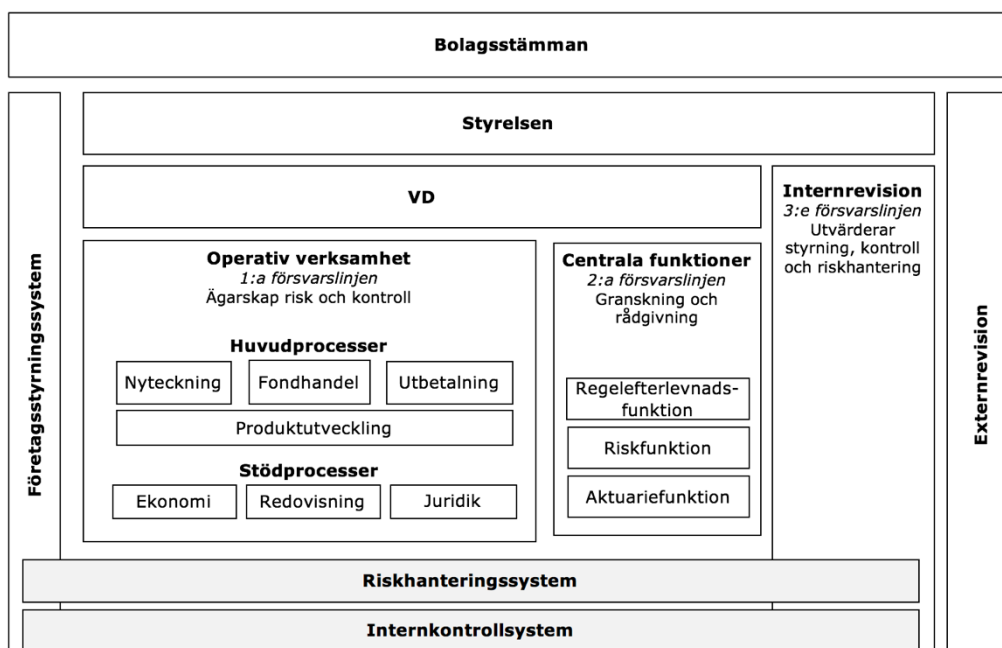 Bolagsstämman
Företagsstyrningssystem
Styrelsen
VD
Operativ verksamhet
1:a försvarslinjen
Ägarskap risk och kontroll
Huvudprocesser
Nyteckning
Fondhandel
Utbetalning
Produktutveckling
Stödprocesser
Ekonomi
Redovisning
Juridik
Centrala funktioner
2:a försvarslinjen
Granskning och
rådgivning
Regelefterlevnads-
funktion
Riskfunktion
Aktuariefunktion
Internrevision
3:e försvarslinjen
Utvärderar
styrning, kontroll
och riskhantering
Externrevision
Riskhanteringssystem
Internkontrollsystem